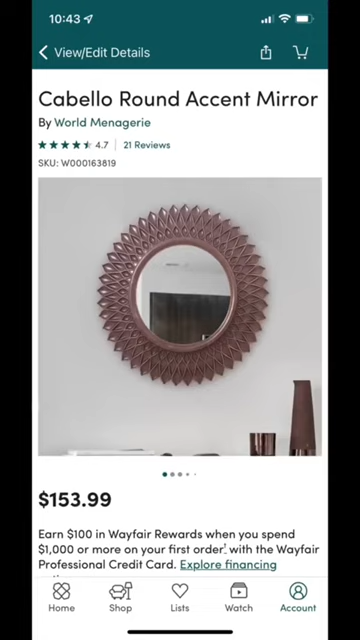 10:43
View/Edit Details
Cabello Round Accent Mirror
By World Menagerie
4.7 | 21 Reviews
SKU: W000163819
$153.99
Earn $100 in Wayfair Rewards when you spend
$1,000 or more on your first order¹ with the Wayfair
Professional Credit Card. Explore financing
Home Shop Lists Watch Account